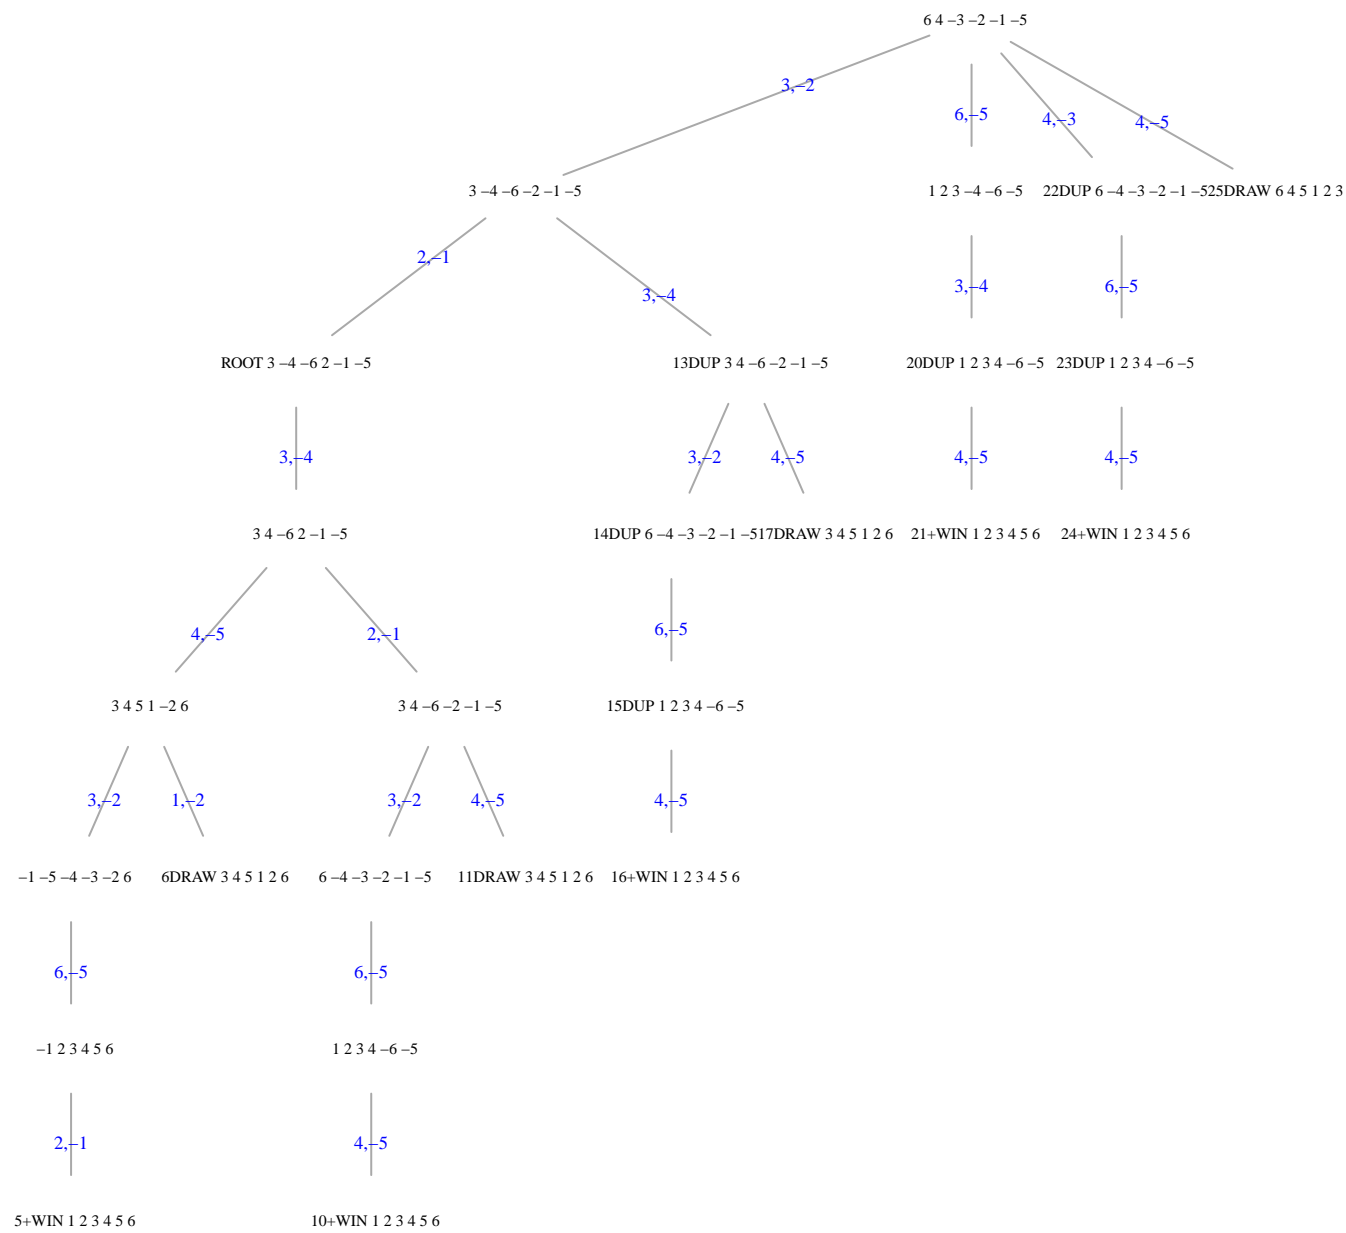 6 4 −3 −2 −1 −5
3,−2
6,−5
4,−3
4,−5
3 −4 −6 −2 −1 −5
1 2 3 −4 −6 −5
22DUP 6 −4 −3 −2 −1 −5
25DRAW 6 4 5 1 2 3
2,−1
3,−4
3,−4
6,−5
ROOT 3 −4 −6 2 −1 −5
13DUP 3 4 −6 −2 −1 −5
20DUP 1 2 3 4 −6 −5
23DUP 1 2 3 4 −6 −5
3,−4
3,−2
4,−5
4,−5
4,−5
3 4 −6 2 −1 −5
14DUP 6 −4 −3 −2 −1 −5
17DRAW 3 4 5 1 2 6
21+WIN 1 2 3 4 5 6
24+WIN 1 2 3 4 5 6
4,−5
2,−1
6,−5
3 4 5 1 −2 6
3 4 −6 −2 −1 −5
15DUP 1 2 3 4 −6 −5
3,−2
1,−2
3,−2
4,−5
4,−5
−1 −5 −4 −3 −2 6
6DRAW 3 4 5 1 2 6
6 −4 −3 −2 −1 −5
11DRAW 3 4 5 1 2 6
16+WIN 1 2 3 4 5 6
6,−5
6,−5
−1 2 3 4 5 6
1 2 3 4 −6 −5
2,−1
4,−5
5+WIN 1 2 3 4 5 6
10+WIN 1 2 3 4 5 6